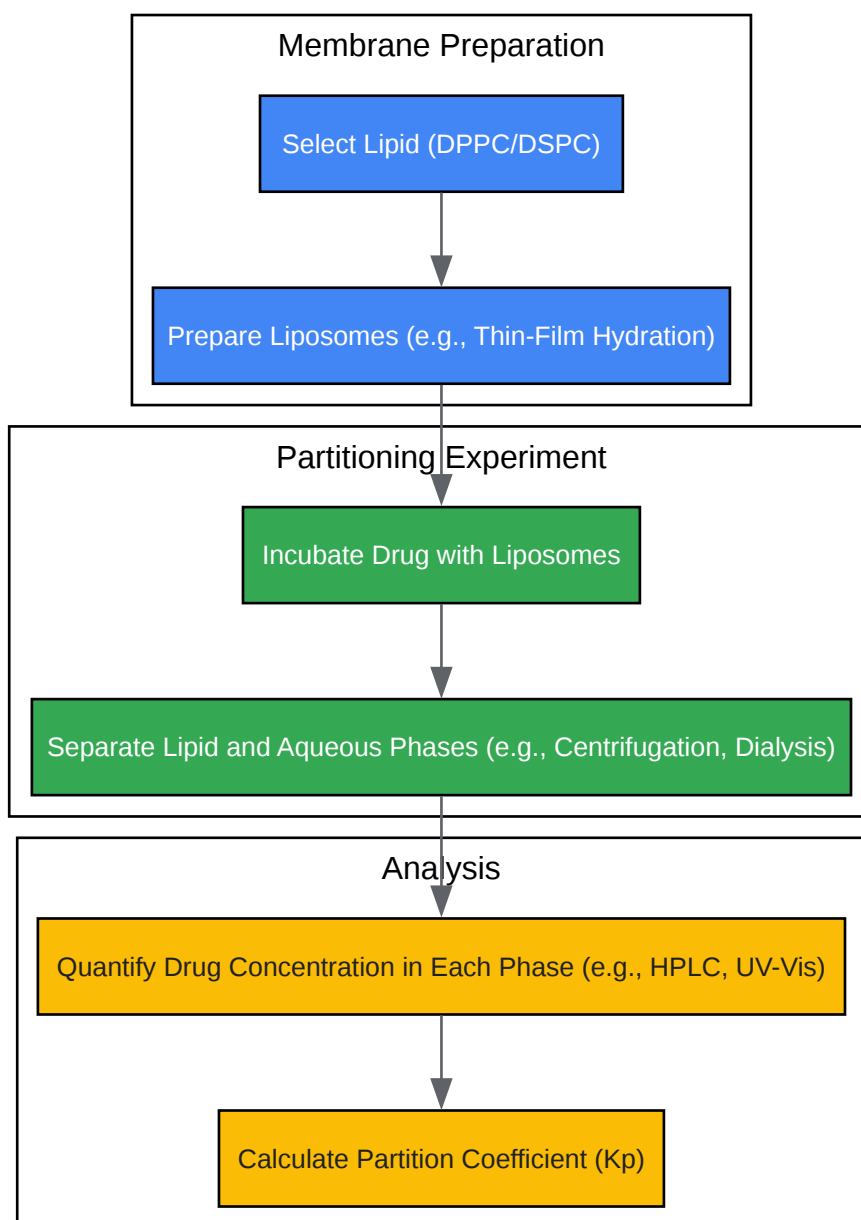 Membrane Preparation
Select Lipid (DPPC/DSPC)
Prepare Liposomes (e.g., Thin-Film Hydration)
Partitioning Experiment
Incubate Drug with Liposomes
Separate Lipid and Aqueous Phases (e.g., Centrifugation, Dialysis)
Analysis
Quantify Drug Concentration in Each Phase (e.g., HPLC, UV-Vis)
Calculate Partition Coefficient (Kp)